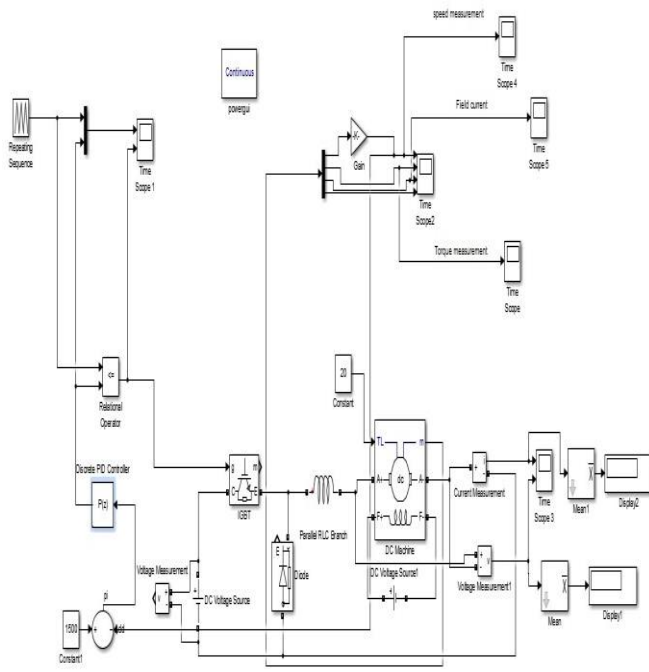 speed measurement
Time
Scope 4
Continuous
powergui
Field current
Time
Scope 5
Repeating
Sequence
Time
Scope 1
-K-
Gain
Time
Scope2
Torque measurement
Time
Scope
<=
Relational
Operator
20
Constant
TL
m
A+
dc
A-
F+
F-
DC Machine
g
m
C
E
IGBT
Discrete PID Controller
P(z)
Parallel RLC Branch
+
-
i
Current Measurement
Time
Scope 3
Mean1
Display2
Voltage Measurement
+
-
v
DC Voltage Source
Diode
DC Voltage Source1
+
-
v
Voltage Measurement1
Mean
Display1
pi
1500
Constant1
Add